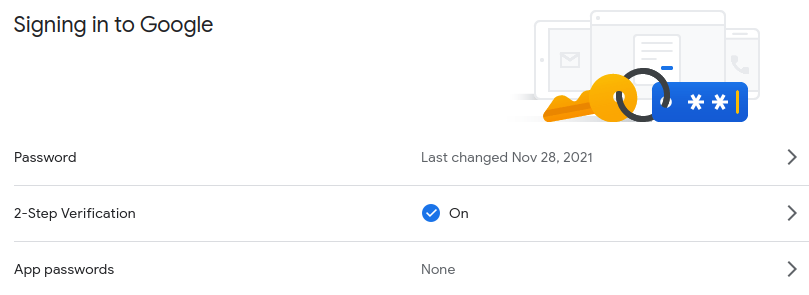 Signing in to Google
**
Password Last changed Nov 28, 2021
2-Step Verification On
App passwords None